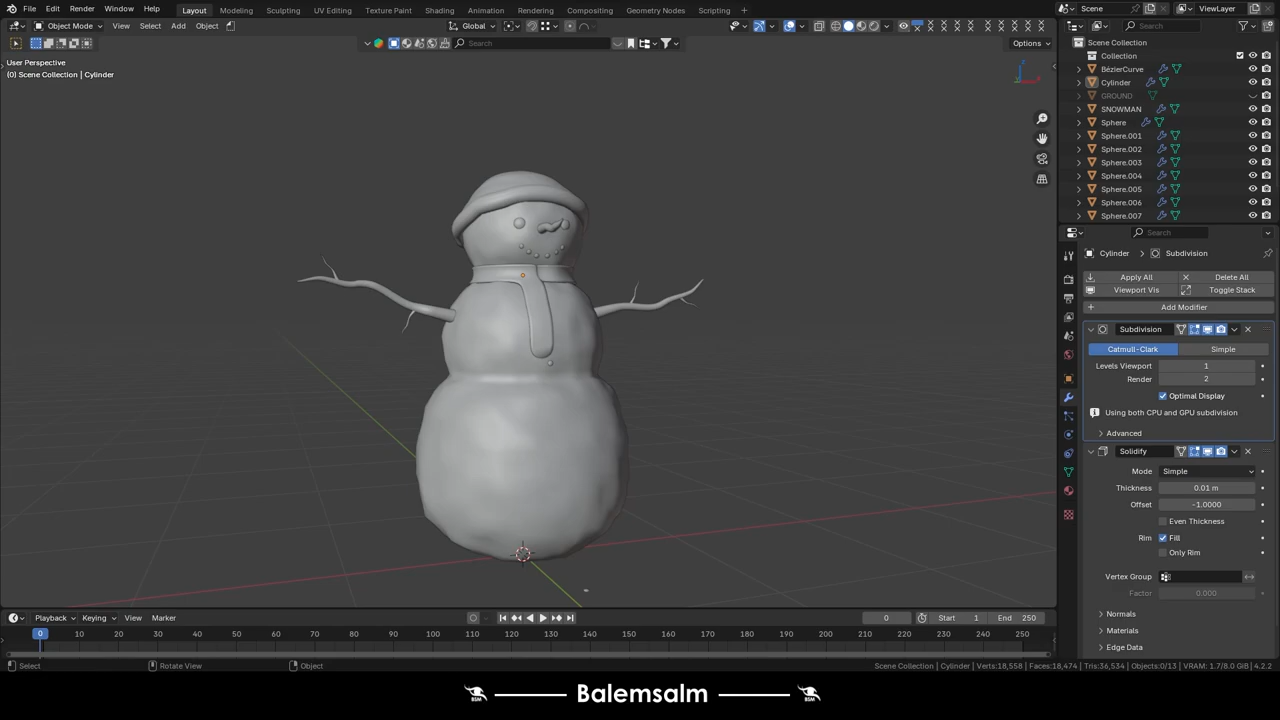 File Edit Render Window Help Layout Modeling Sculpting UV Editing Texture Paint Shading Animation Rendering Compositing Geometry Nodes Scripting Scene ViewLayer
Object Mode View Select Add Object Global Search
Search Options
User Perspective
(0) Scene Collection | Cylinder
Scene Collection
Collection
BézierCurve
Cylinder
GROUND
SNOWMAN
Sphere
Sphere.001
Sphere.002
Sphere.003
Sphere.004
Sphere.005
Sphere.006
Sphere.007
Search
Cylinder > Subdivision
Apply All Delete All
Viewport Vis Toggle Stack
Add Modifier
Subdivision
Catmull-Clark Simple
Levels Viewport 1
Render 2
Optimal Display
Using both CPU and GPU subdivision
Advanced
Solidify
Mode Simple
Thickness 0.01 m
Offset -1.0000
Even Thickness
Rim Fill
Only Rim
Vertex Group
Factor 0.000
Normals
Materials
Edge Data
Playback Keying View Marker 0 Start 1 End 250
0 10 20 30 40 50 60 70 80 90 100 110 120 130 140 150 160 170 180 190 200 210 220 230 240 250
Select Rotate View Object Scene Collection | Cylinder | Verts:18,558 | Faces:18,474 | Tris:36,534 | Objects:0/13 | VRAM: 1.7/8.0 GiB | 4.2.2
BSM Balemsalm BSM